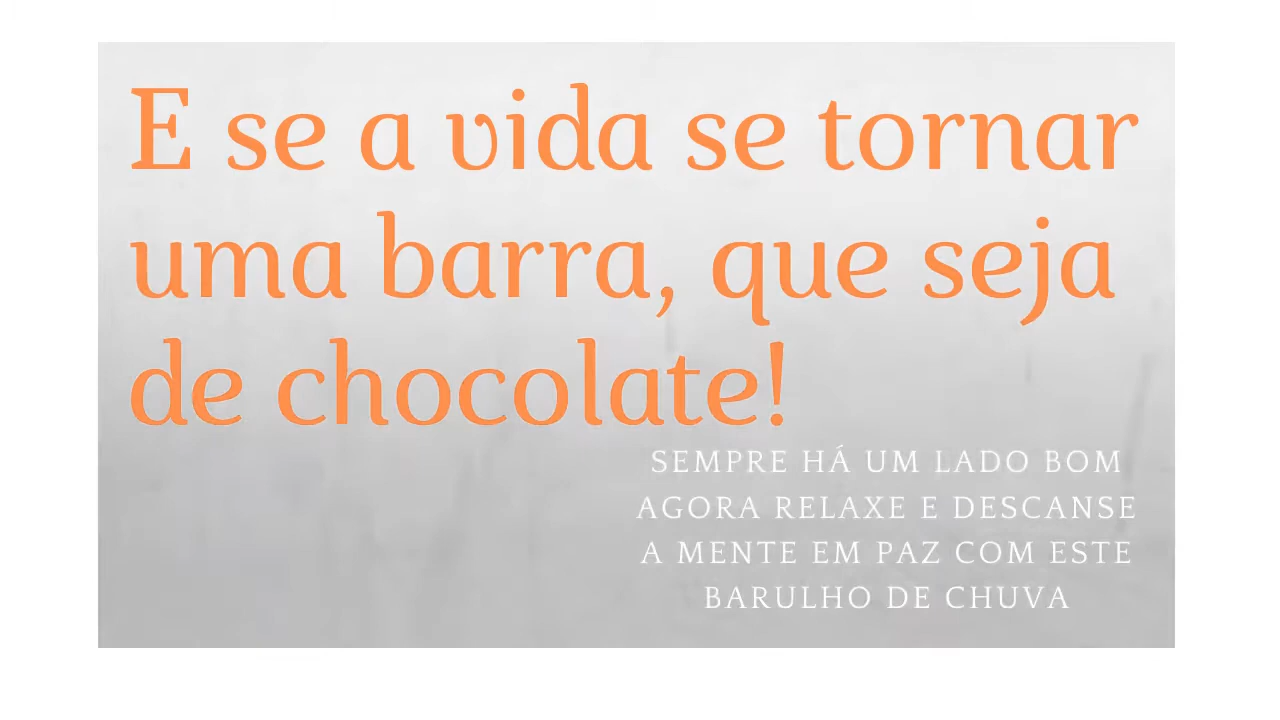 E se a vida se tornar
uma barra, que seja
de chocolate!
SEMPRE HÁ UM LADO BOM
AGORA RELAXE E DESCANSE
A MENTE EM PAZ COM ESTE
BARULHO DE CHUVA